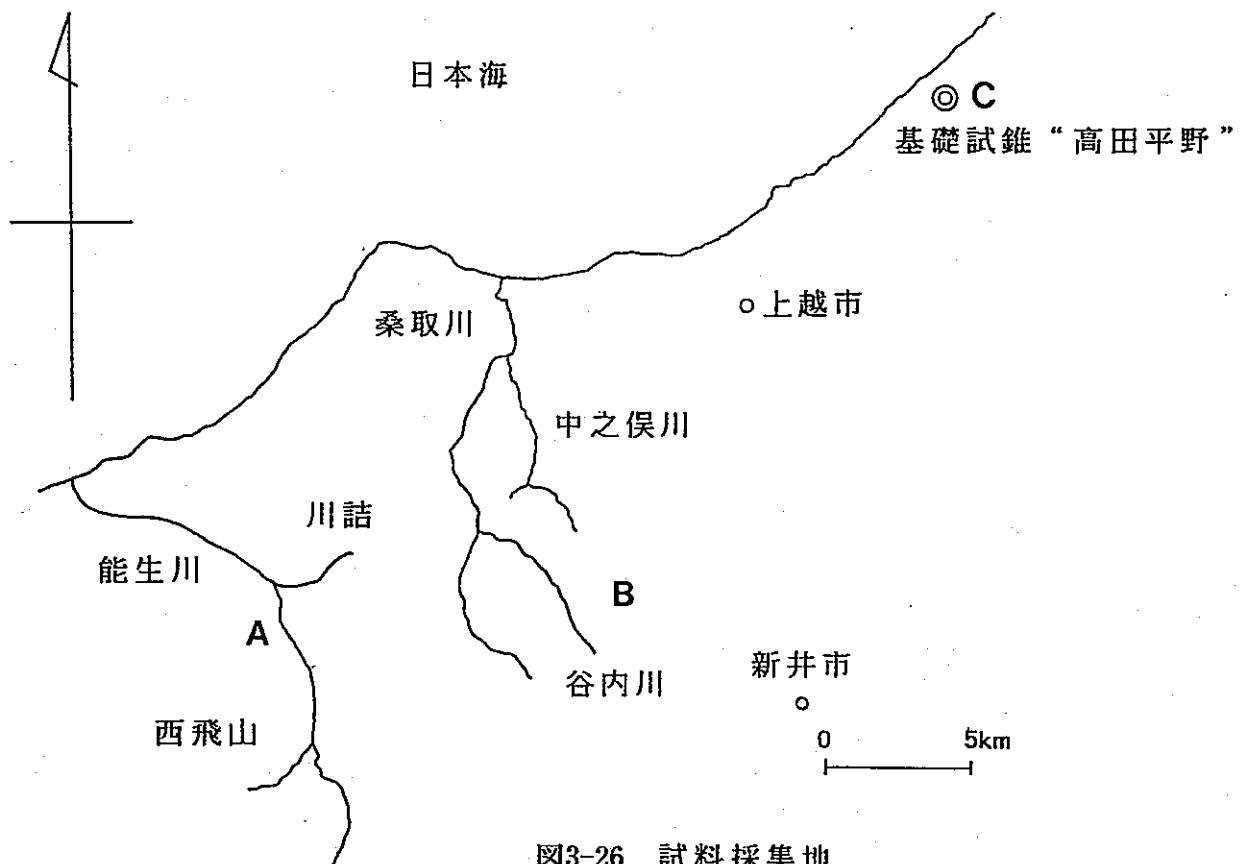 日本海
◎ C
基礎試錐 “高田平野”
上越市
桑取川
中之俣川
川詰
能生川
A
B
新井市
谷内川
西飛山
0 5km
図3-26 試料採集地